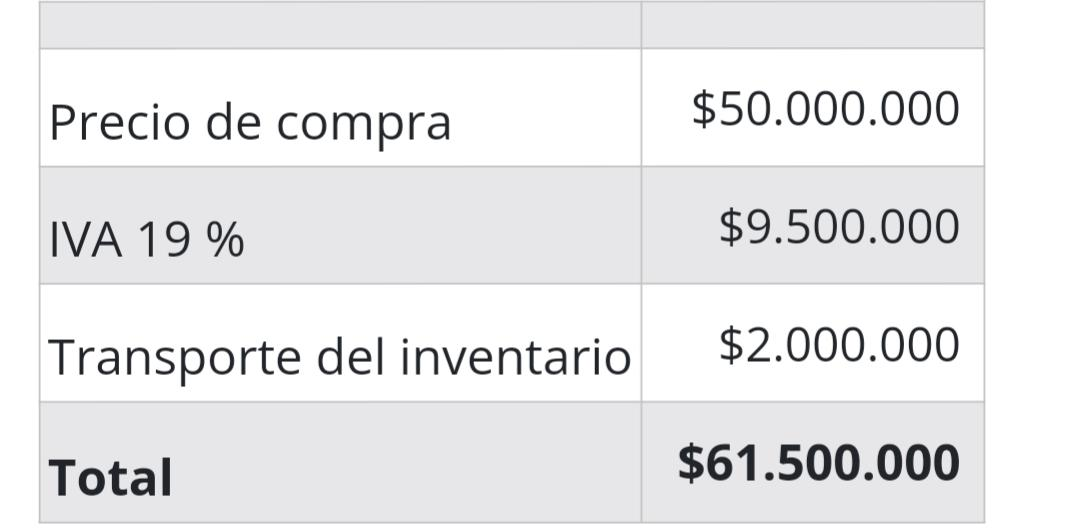 Precio de compra $50.000.000
IVA 19 % $9.500.000
Transporte del inventario $2.000.000
Total $61.500.000